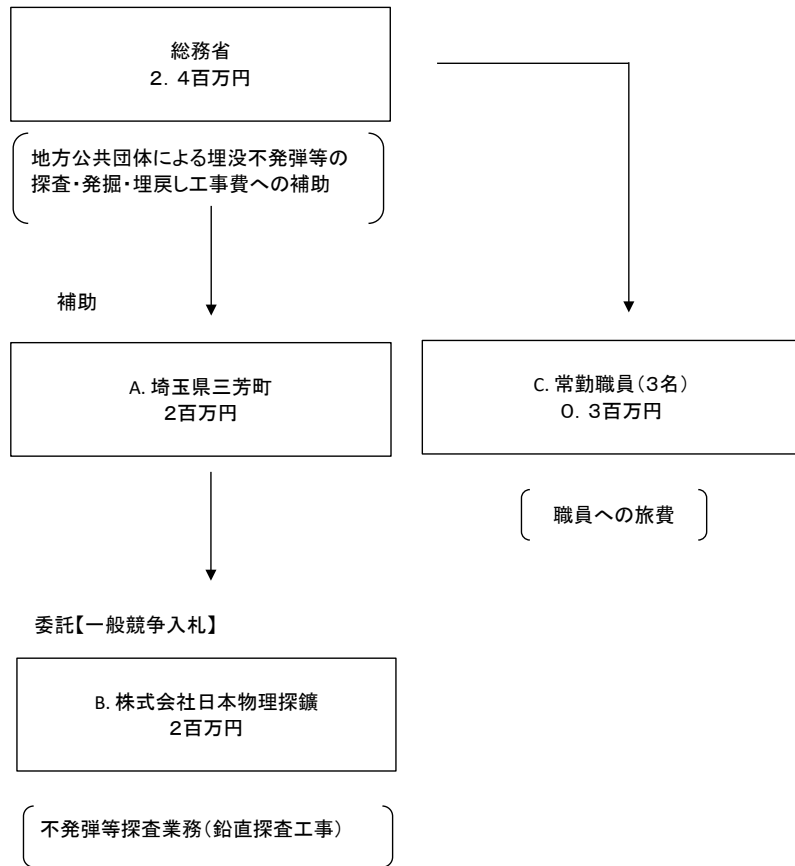 総務省
２．４百万円
地方公共団体による埋没不発弾等の
探査・発掘・埋戻し工事費への補助
補助
A. 埼玉県三芳町
２百万円
C. 常勤職員（３名）
０．３百万円
職員への旅費
委託【一般競争入札】
B. 株式会社日本物理探鑛
２百万円
不発弾等探査業務（鉛直探査工事）